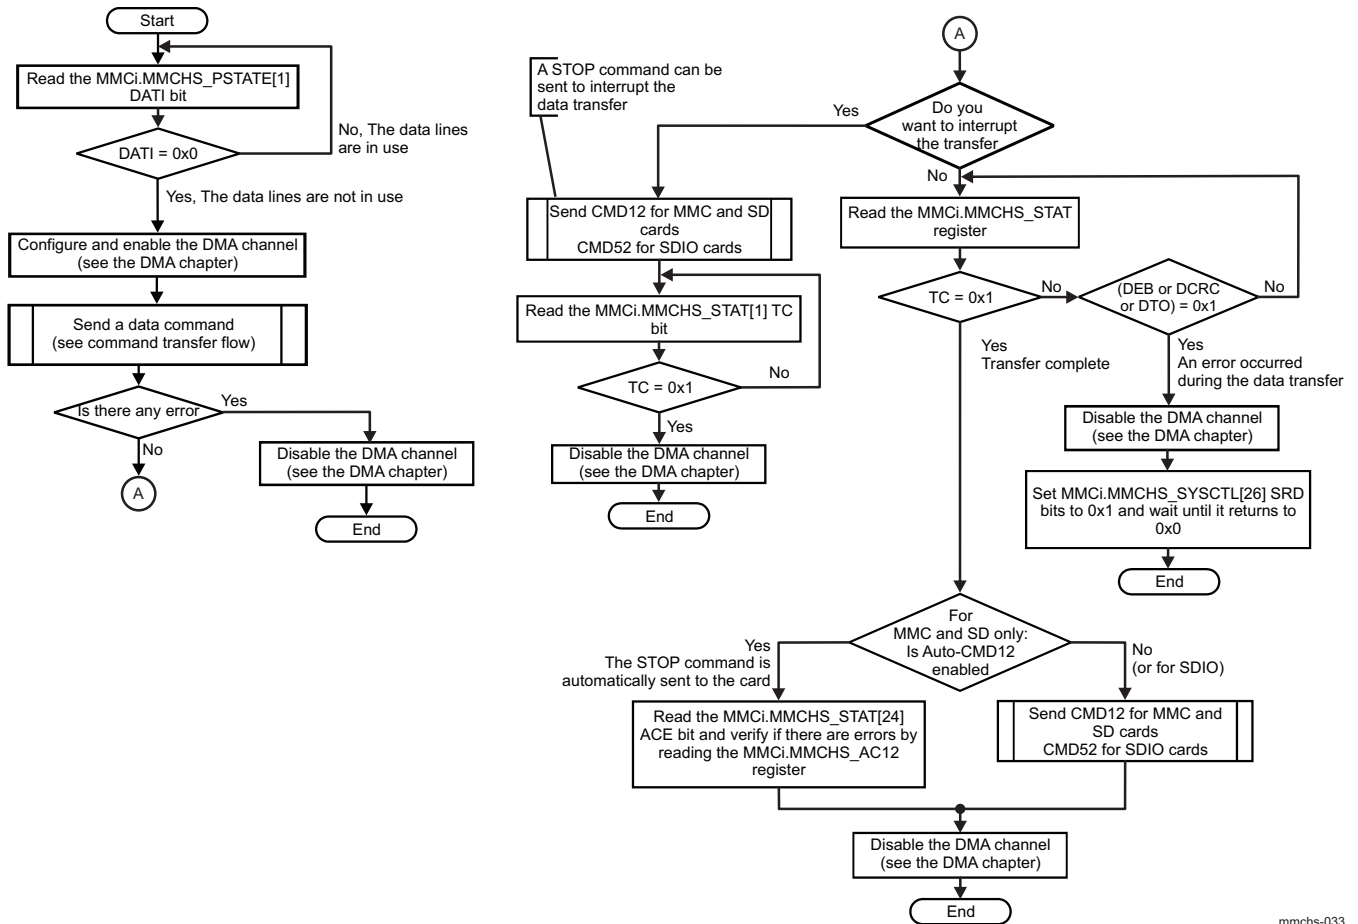 Start
Read the MMCi.MMCHS_PSTATE[1]
DATI bit
No, The data lines
are in use
DATI = 0x0
Yes, The data lines are not in use
Configure and enable the DMA channel
(see the DMA chapter)
Send a data command
(see command transfer flow)
Is there any error
Yes
No
Disable the DMA channel
(see the DMA chapter)
A
End
A
A STOP command can be
sent to interrupt the
data transfer
Do you
want to interrupt
the transfer
Yes
No
Send CMD12 for MMC and SD
cards
CMD52 for SDIO cards
Read the MMCi.MMCHS_STAT[1] TC
bit
TC = 0x1
No
Yes
Disable the DMA channel
(see the DMA chapter)
End
Read the MMCi.MMCHS_STAT
register
TC = 0x1
No
(DEB or DCRC
or DTO) = 0x1
No
Yes
Transfer complete
Yes
An error occurred
during the data transfer
Disable the DMA channel
(see the DMA chapter)
Set MMCi.MMCHS_SYSCTL[26] SRD
bits to 0x1 and wait until it returns to
0x0
End
For
MMC and SD only:
Is Auto-CMD12
enabled
Yes
The STOP command is
automatically sent to the card
No
(or for SDIO)
Read the MMCi.MMCHS_STAT[24]
ACE bit and verify if there are errors by
reading the MMCi.MMCHS_AC12
register
Send CMD12 for MMC and
SD cards
CMD52 for SDIO cards
Disable the DMA channel
(see the DMA chapter)
End
mmchs-033